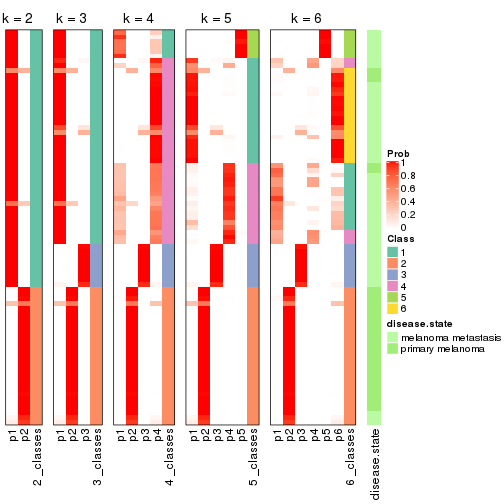 k = 2 k = 3 k = 4 k = 5 k = 6
Prob
1
0.8
0.6
0.4
0.2
0
Class
1
2
3
4
5
6
disease.state
melanoma metastasis
primary melanoma
p1 p2 2_classes p1 p2 p3 3_classes p1 p2 p3 p4 4_classes p1 p2 p3 p4 p5 5_classes p1 p2 p3 p4 p5 p6 6_classes disease.state